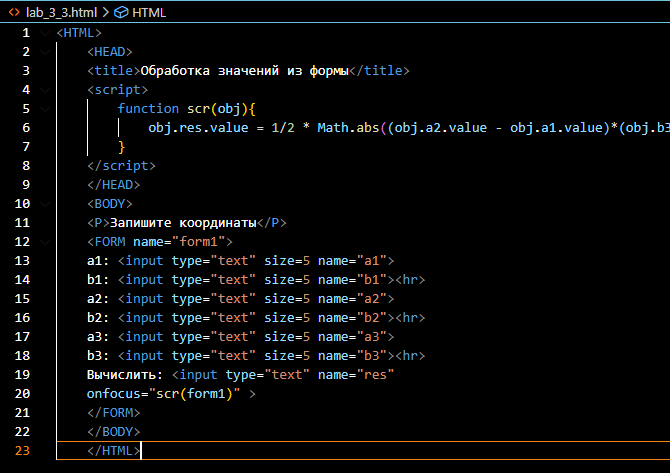 lab_3_3.html > HTML
1 <HTML>
2 <HEAD>
3 <title>Обработка значений из формы</title>
4 <script>
5 function scr(obj){
6 obj.res.value = 1/2 * Math.abs((obj.a2.value - obj.a1.value)*(obj.b3
7 }
8 </script>
9 </HEAD>
10 <BODY>
11 <P>Запишите координаты</P>
12 <FORM name="form1">
13 a1: <input type="text" size=5 name="a1">
14 b1: <input type="text" size=5 name="b1"><hr>
15 a2: <input type="text" size=5 name="a2">
16 b2: <input type="text" size=5 name="b2"><hr>
17 a3: <input type="text" size=5 name="a3">
18 b3: <input type="text" size=5 name="b3"><hr>
19 Вычислить: <input type="text" name="res"
20 onfocus="scr(form1)" >
21 </FORM>
22 </BODY>
23 </HTML>